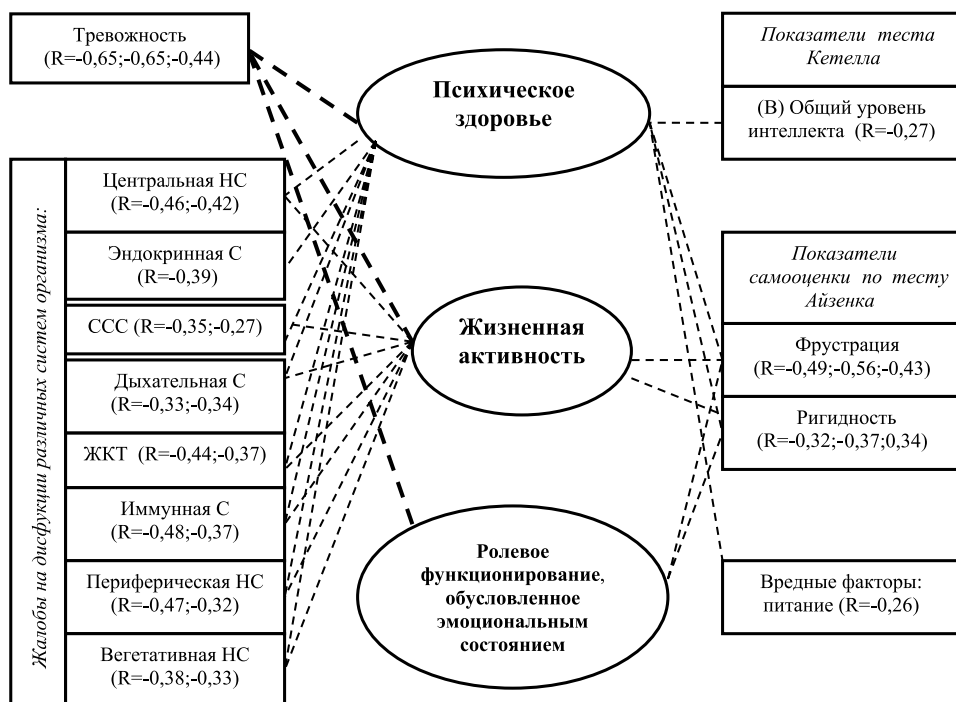 Тревожность
(R=-0,65;-0,65;-0,44)
Жалобы на дисфукции различных систем организма:
Центральная НС
(R=-0,46;-0,42)
Эндокринная С
(R=-0,39)
ССС (R=-0,35;-0,27)
Дыхательная С
(R=-0,33;-0,34)
ЖКТ (R=-0,44;-0,37)
Иммунная С
(R=-0,48;-0,37)
Периферическая НС
(R=-0,47;-0,32)
Вегетативная НС
(R=-0,38;-0,33)
Психическое
здоровье
Жизненная
активность
Ролевое
функционирование,
обусловленное
эмоциональным
состоянием
Показатели теста
Кетелла
(В) Общий уровень
интеллекта (R=-0,27)
Показатели
самооценки по тесту
Айзенка
Фрустрация
(R=-0,49;-0,56;-0,43)
Ригидность
(R=-0,32;-0,37;0,34)
Вредные факторы:
питание (R=-0,26)